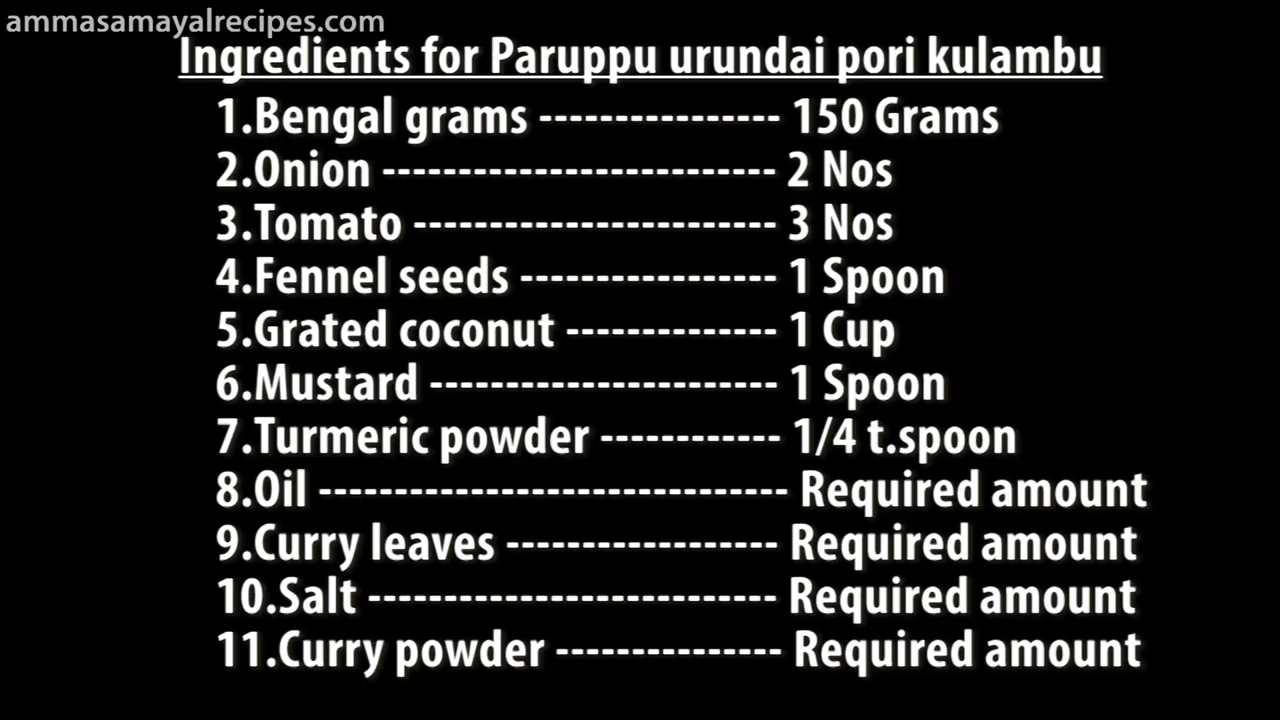 ammasamayalrecipes.com
Ingredients for Paruppu urundai pori kulambu
1.Bengal grams ---------------- 150 Grams
2.Onion -------------------------- 2 Nos
3.Tomato ------------------------ 3 Nos
4.Fennel seeds ----------------- 1 Spoon
5.Grated coconut -------------- 1 Cup
6.Mustard ----------------------- 1 Spoon
7.Turmeric powder ------------ 1/4 t.spoon
8.Oil ------------------------------- Required amount
9.Curry leaves ------------------ Required amount
10.Salt --------------------------- Required amount
11.Curry powder --------------- Required amount